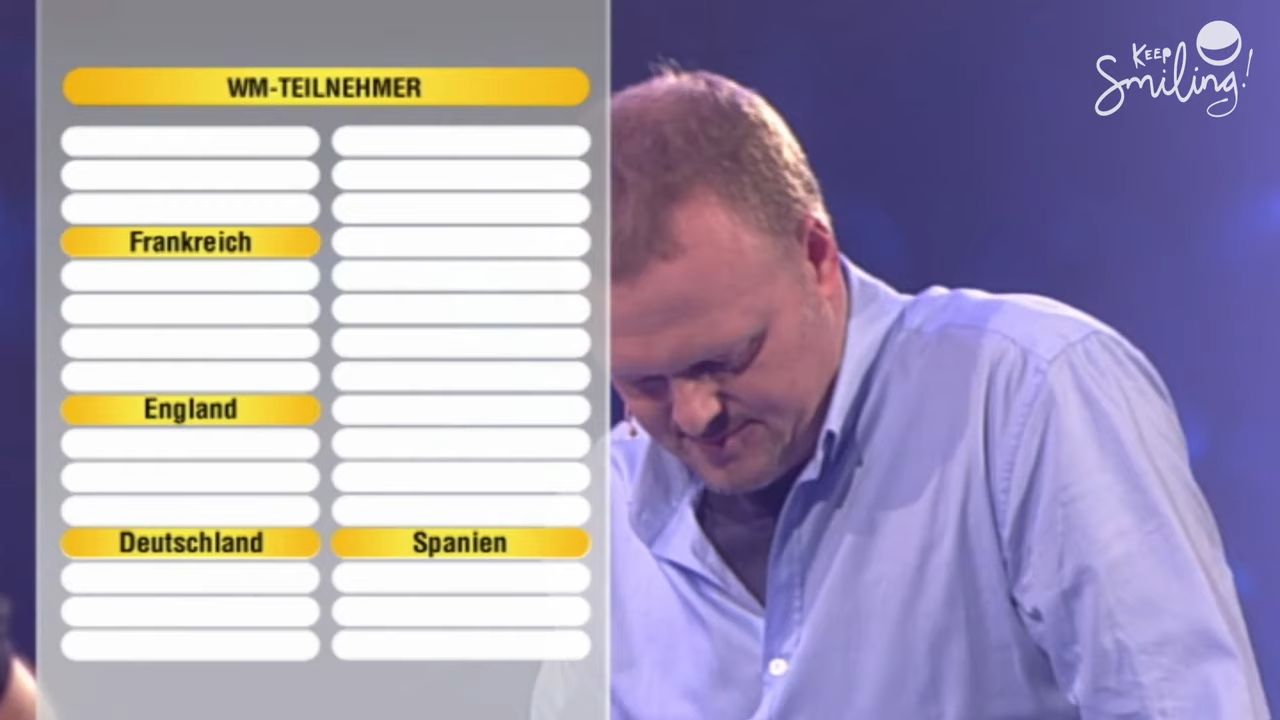 WM-TEILNEHMER
Frankreich
England
Deutschland
Spanien
KEEP
Smiling!